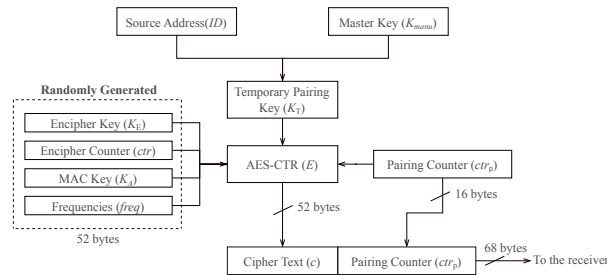 Source Address(ID)
Master Key (Kmanu)
Randomly Generated
Temporary Pairing
Key (KT)
Encipher Key (KE)
Encipher Counter (ctr)
AES-CTR (E)
Pairing Counter (ctrp)
MAC Key (KA)
Frequencies (freq)
16 bytes
52 bytes
52 bytes
68 bytes
Cipher Text (c)
Pairing Counter (ctrp)
To the receiver